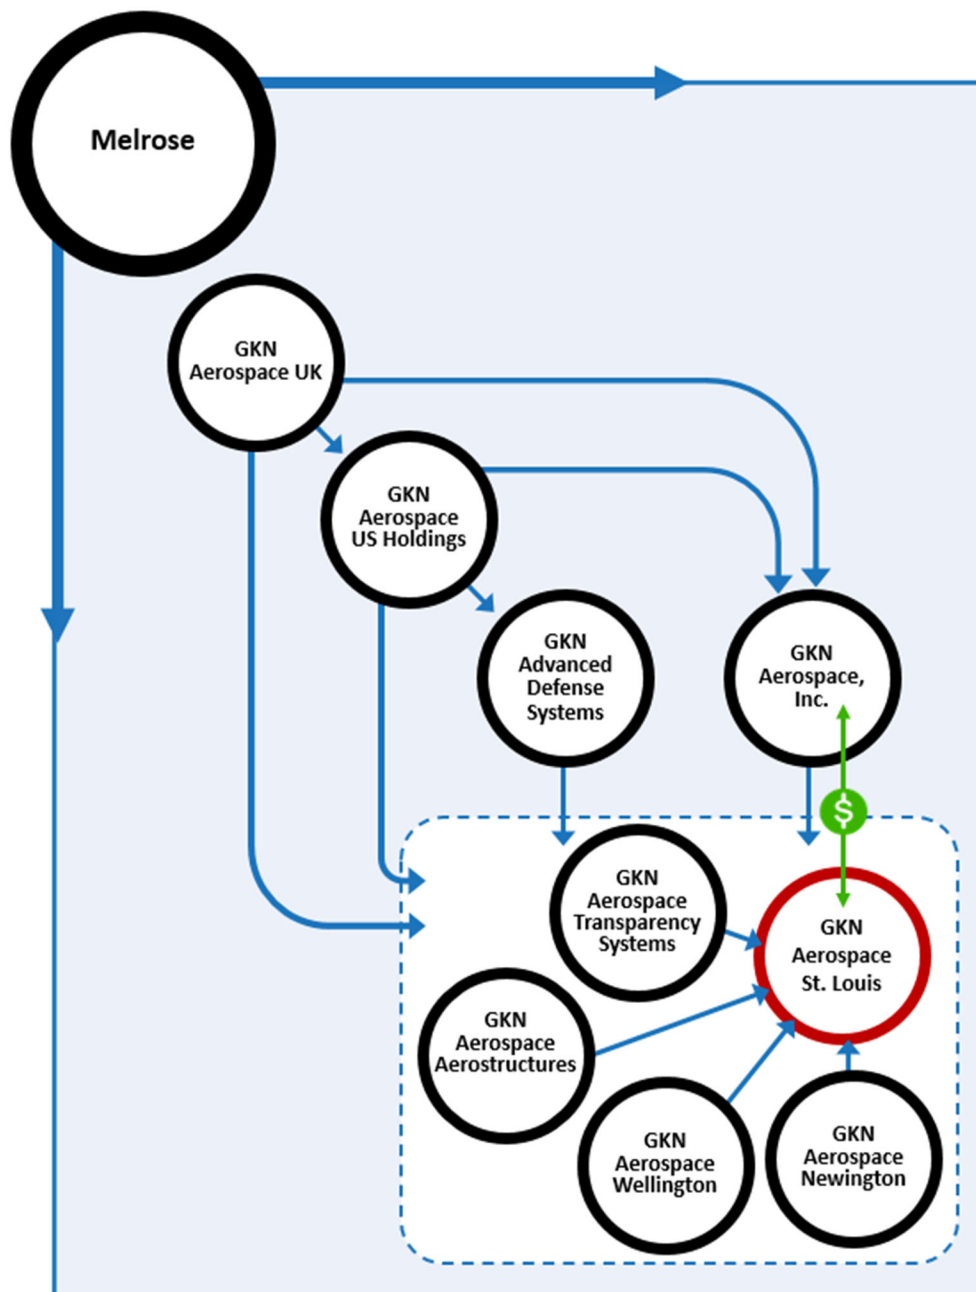 Melrose
GKN
Aerospace UK
GKN
Aerospace
US Holdings
GKN
Advanced
Defense
Systems
GKN
Aerospace,
Inc.
$
GKN
Aerospace
Transparency
Systems
GKN
Aerospace
St. Louis
GKN
Aerospace
Aerostructures
GKN
Aerospace
Wellington
GKN
Aerospace
Newington